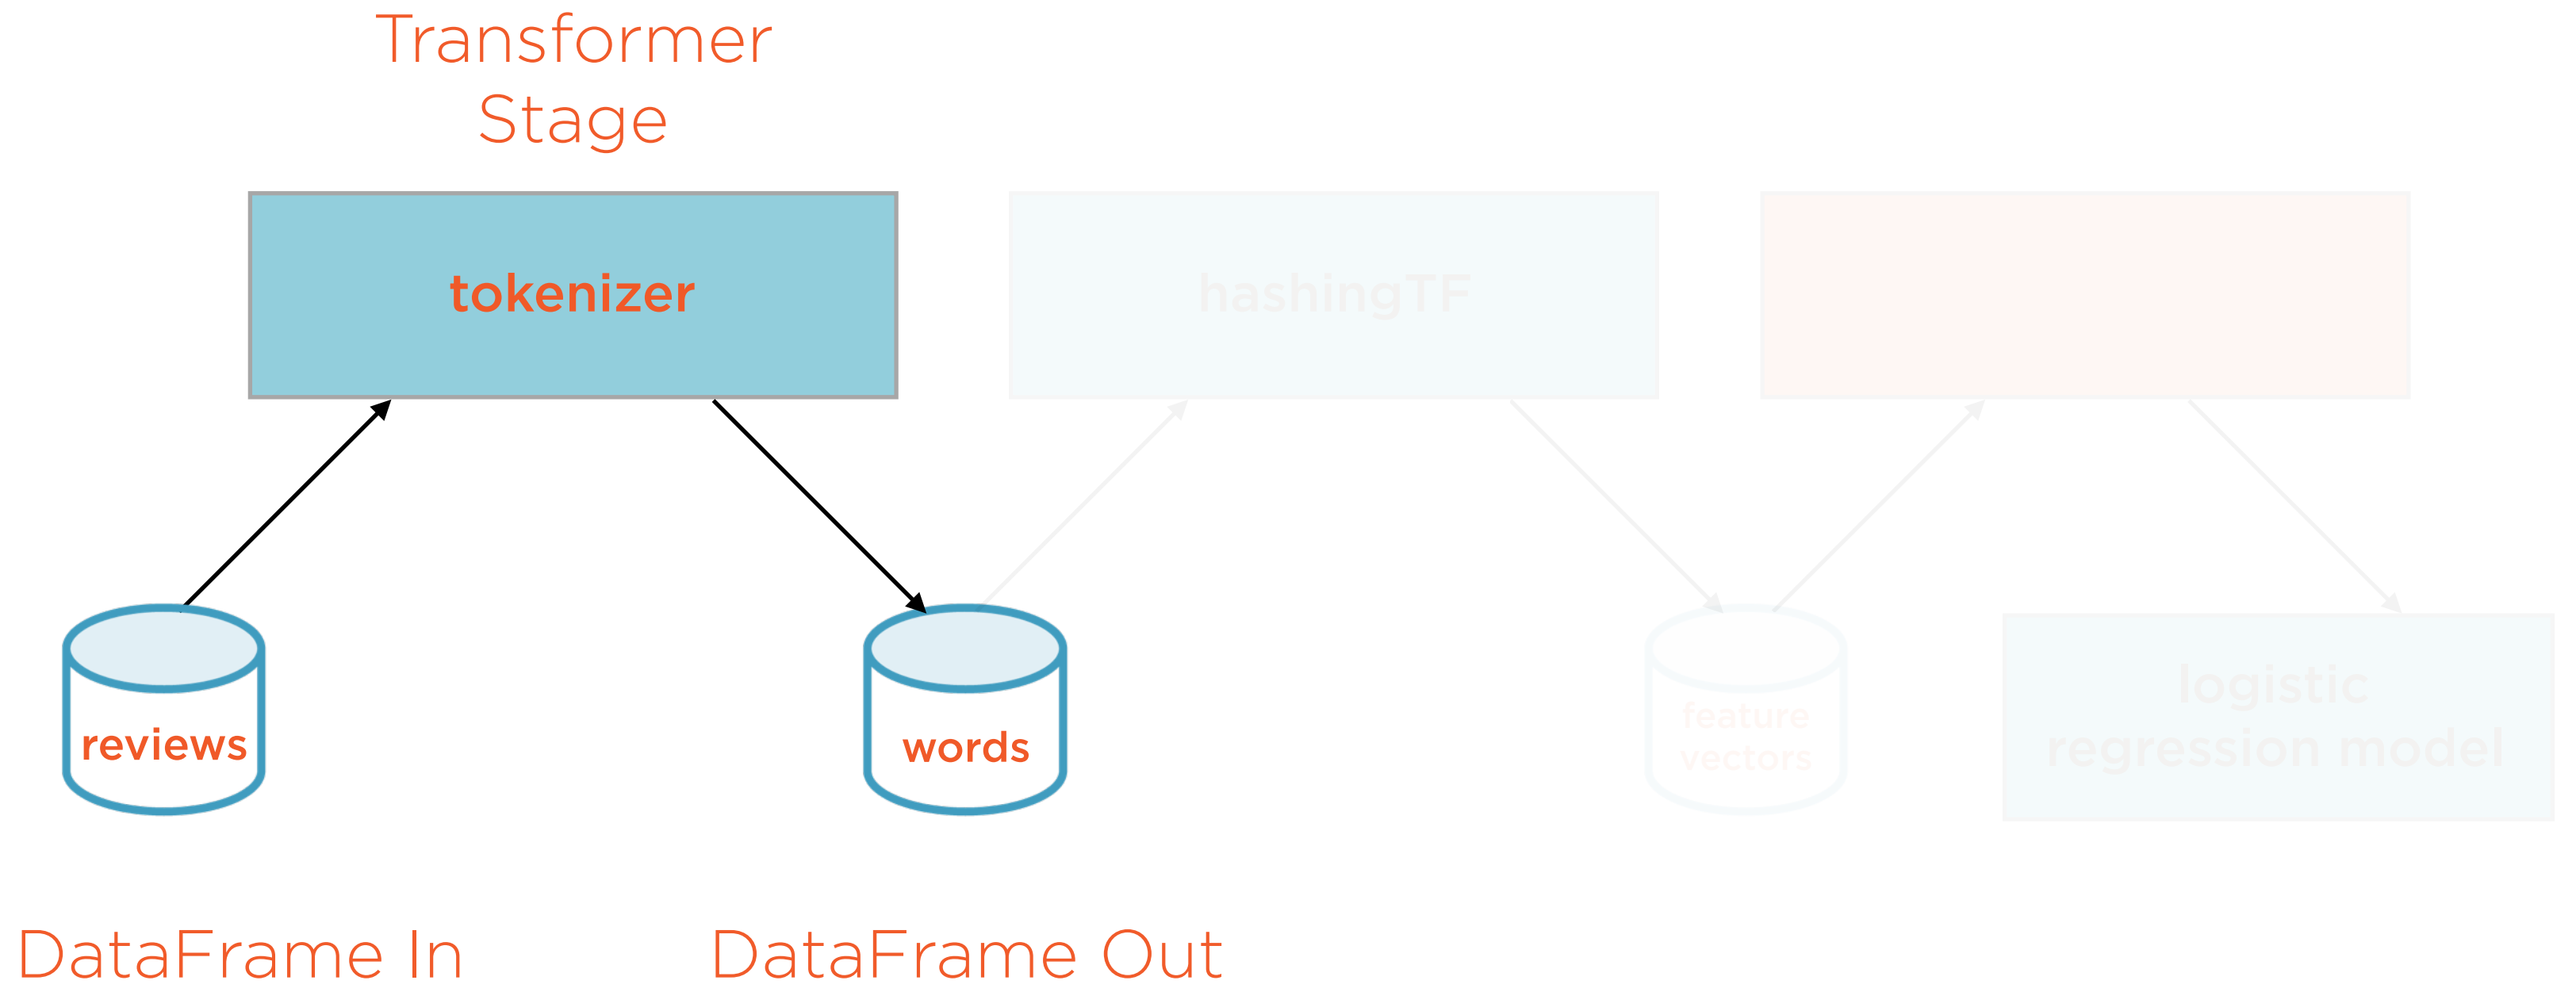 Transformer
Stage
tokenizer
hashingTF
reviews
words
feature
vectors
logistic
regression model
DataFrame In
DataFrame Out